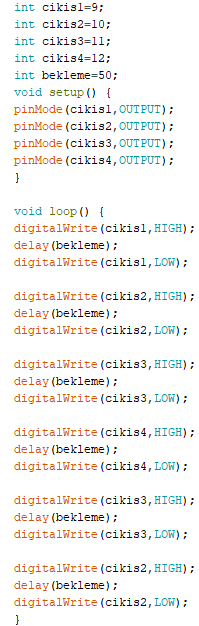 int cikis1=9;
int cikis2=10;
int cikis3=11;
int cikis4=12;
int bekleme=50;
void setup() {
pinMode(cikis1,OUTPUT);
pinMode(cikis2,OUTPUT);
pinMode(cikis3,OUTPUT);
pinMode(cikis4,OUTPUT);
}
void loop() {
digitalWrite(cikis1,HIGH);
delay(bekleme);
digitalWrite(cikis1,LOW);
digitalWrite(cikis2,HIGH);
delay(bekleme);
digitalWrite(cikis2,LOW);
digitalWrite(cikis3,HIGH);
delay(bekleme);
digitalWrite(cikis3,LOW);
digitalWrite(cikis4,HIGH);
delay(bekleme);
digitalWrite(cikis4,LOW);
digitalWrite(cikis3,HIGH);
delay(bekleme);
digitalWrite(cikis3,LOW);
digitalWrite(cikis2,HIGH);
delay(bekleme);
digitalWrite(cikis2,LOW);
}